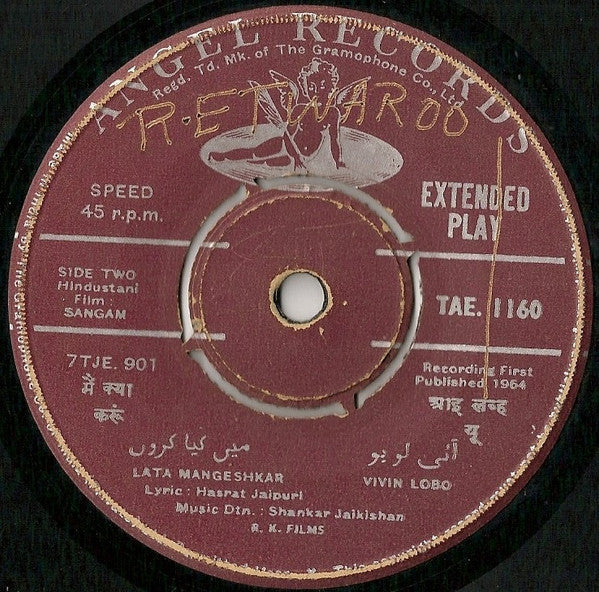 ANGEL RECORDS
Regd. Td. Mk. of The Gramophone Co., Ltd.
RETWAROO
SPEED
45 r.p.m.
EXTENDED
PLAY
SIDE TWO
Hindustani
Film
SANGAM
TAE. 1160
7TJE. 901
Recording First
Published 1964
में क्या
करूं
आइ लव्ह
यू
میں کیا کروں
آئی لو یو
LATA MANGESHKAR
VIVIN LOBO
Lyric : Hasrat Jaipuri
Music Dtn. : Shankar Jaikishan
R. K. FILMS